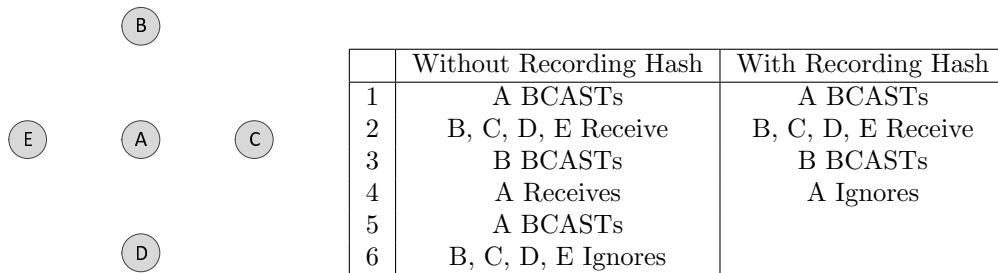 B
E A C
D
Without Recording Hash With Recording Hash
1 A BCASTs A BCASTs
2 B, C, D, E Receive B, C, D, E Receive
3 B BCASTs B BCASTs
4 A Receives A Ignores
5 A BCASTs
6 B, C, D, E Ignores